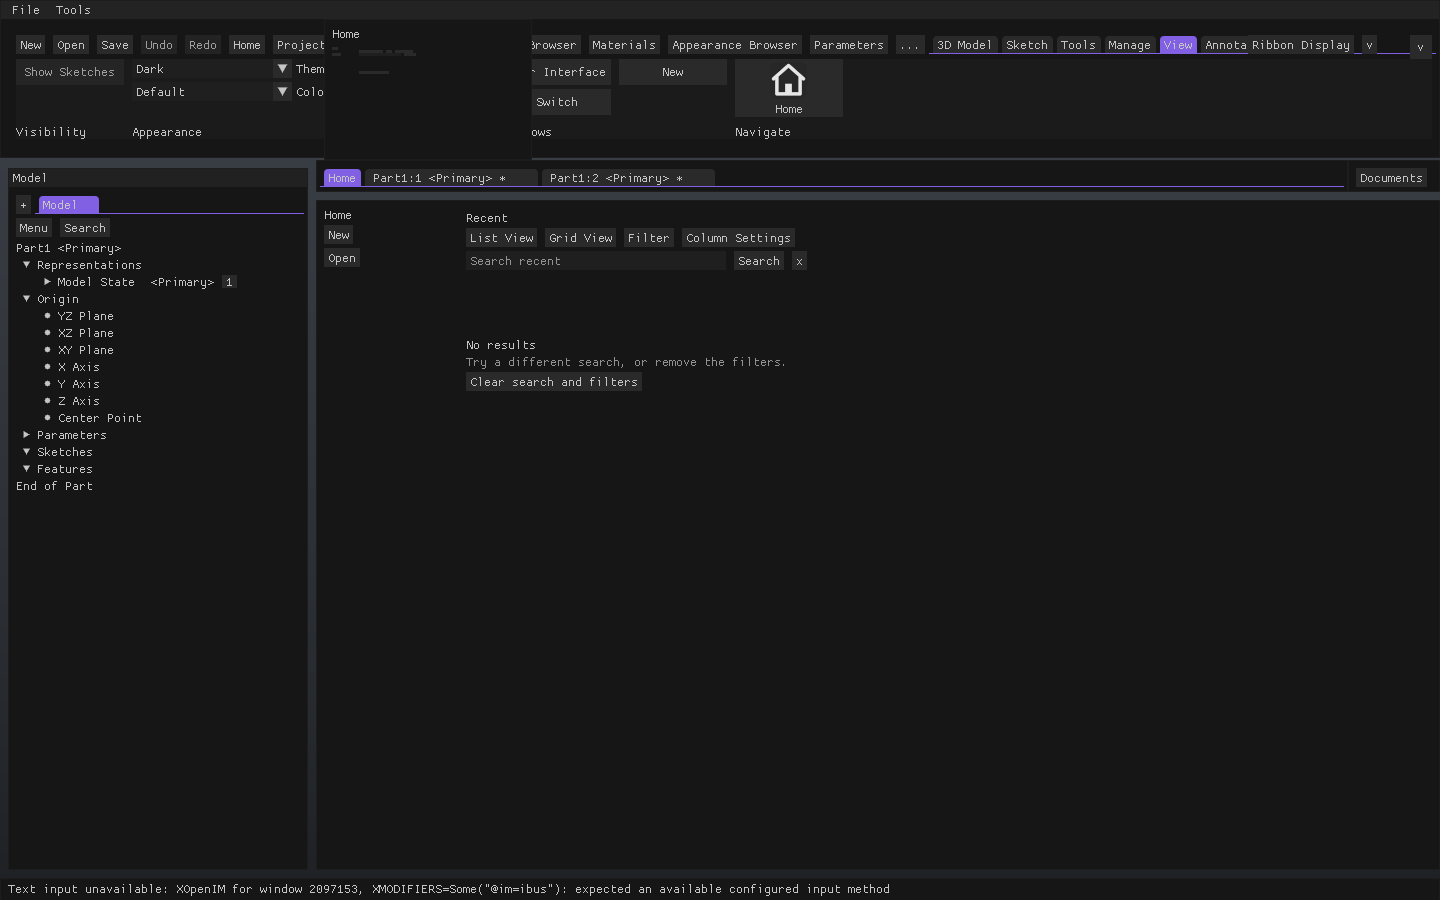 File Tools
New Open Save Undo Redo Home Project Home Browser Materials Appearance Browser Parameters ... 3D Model Sketch Tools Manage View Annota Ribbon Display v v
Show Sketches Dark Them Interface New Home
Default Colo Switch
Visibility Appearance ows Navigate
Model
Home Part1:1 <Primary> * Part1:2 <Primary> * Documents
+ Model
Menu Search
Part1 <Primary>
Representations
Model State <Primary> 1
Origin
YZ Plane
XZ Plane
XY Plane
X Axis
Y Axis
Z Axis
Center Point
Parameters
Sketches
Features
End of Part
Home
New
Open
Recent
List View Grid View Filter Column Settings
Search recent Search x
No results
Try a different search, or remove the filters.
Clear search and filters
Text input unavailable: XOpenIM for window 2097153, XMODIFIERS=Some("@im=ibus"): expected an available configured input method